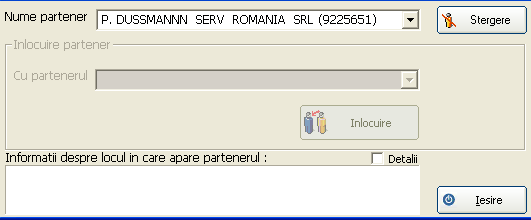 Nume partener P. DUSSMANNN SERV ROMANIA SRL (9225651) Stergere
Inlocuire partener
Cu partenerul
Inlocuire
Informatii despre locul in care apare partenerul : Detalii
Iesire